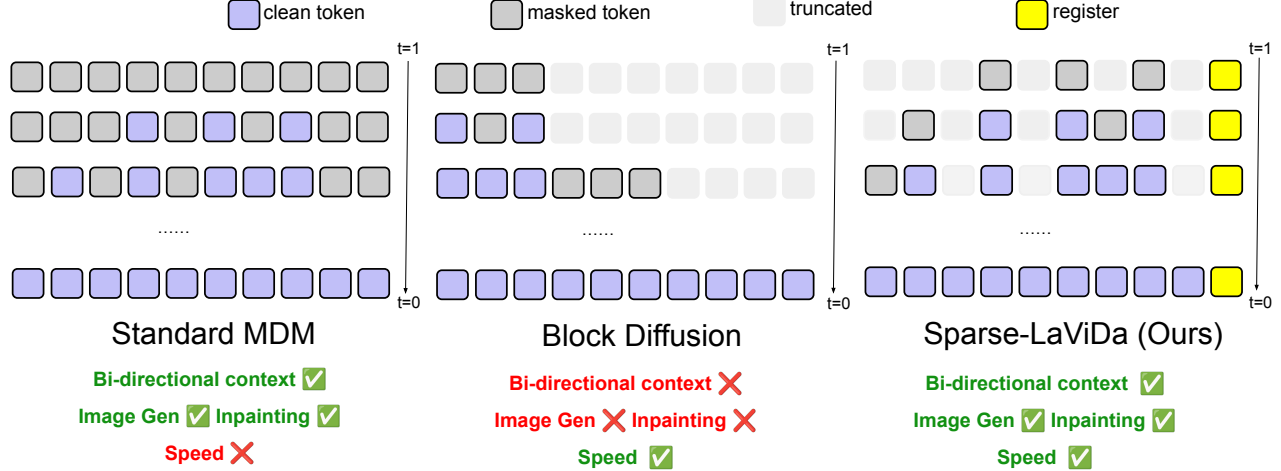 clean token masked token truncated register
t=1 t=1 t=1
...... ...... ......
t=0 t=0 t=0
Standard MDM Block Diffusion Sparse-LaViDa (Ours)
Bi-directional context ✅ Bi-directional context ❌ Bi-directional context ✅
Image Gen ✅ Inpainting ✅ Image Gen ❌ Inpainting ❌ Image Gen ✅ Inpainting ✅
Speed ❌ Speed ✅ Speed ✅